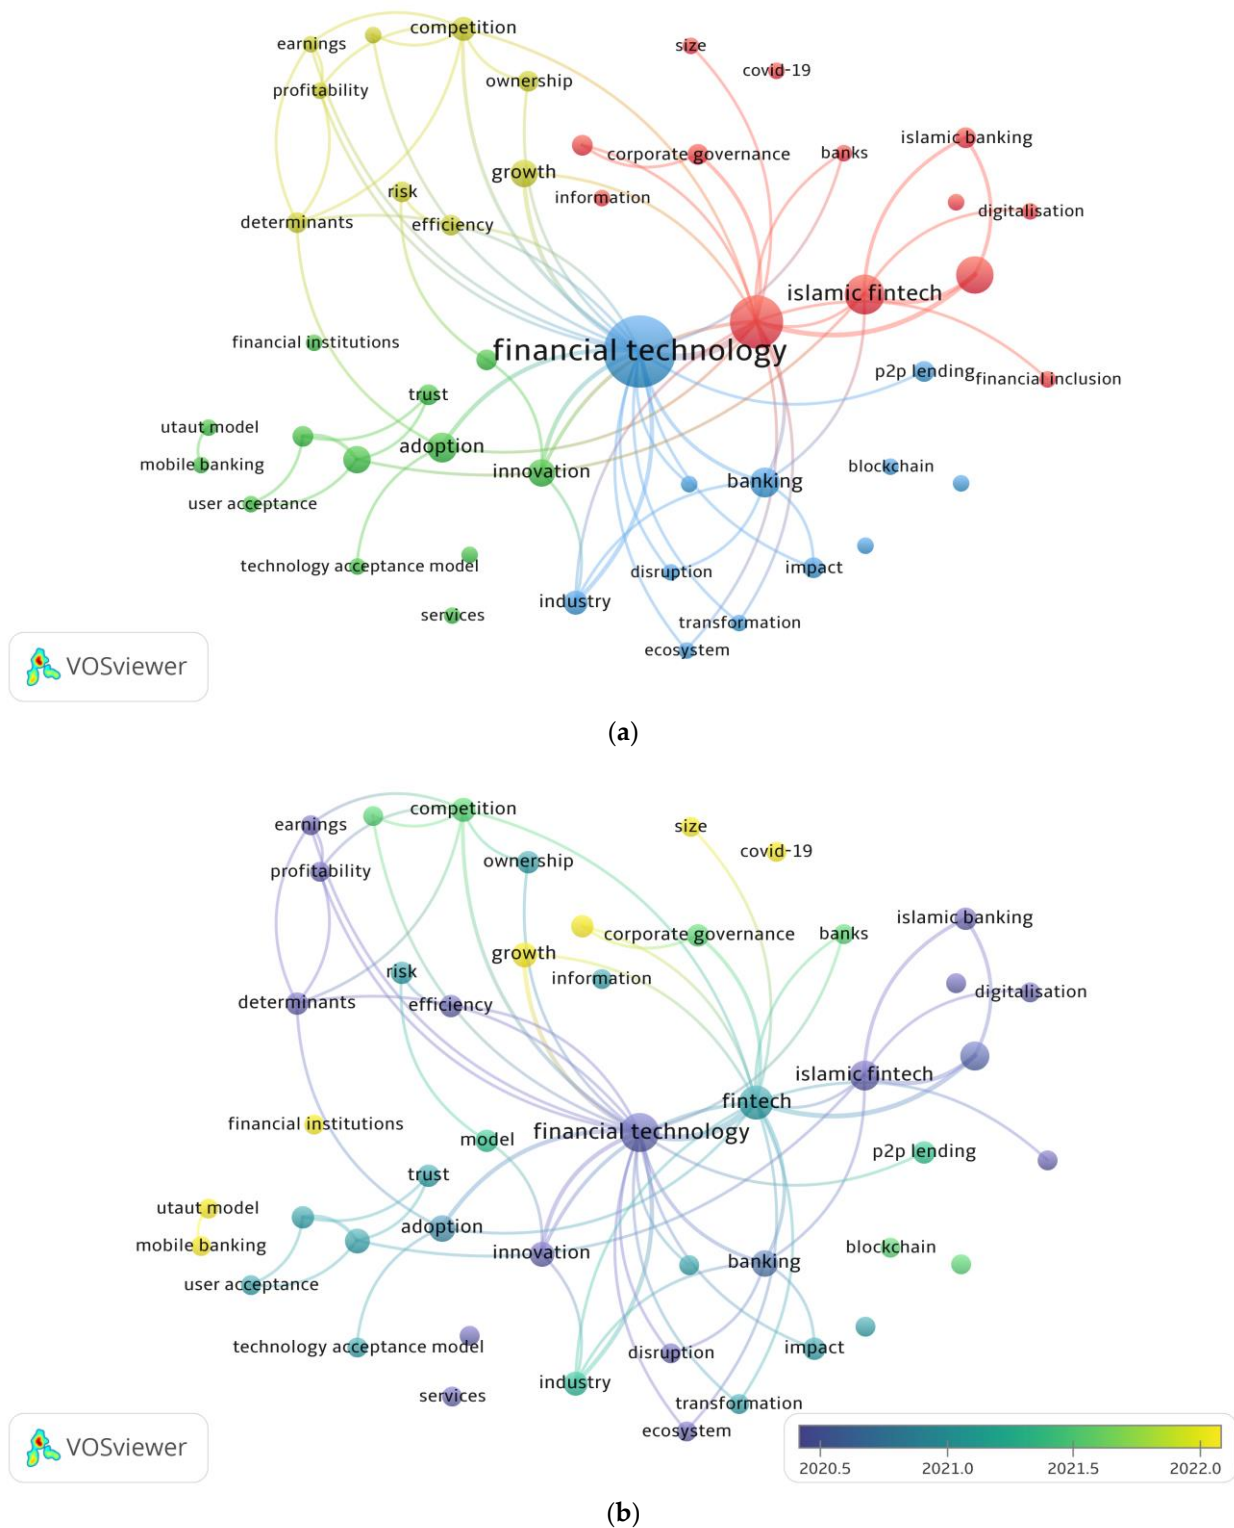 competition
earnings
size
covid-19
profitability
ownership
islamic banking
corporate governance
banks
growth
risk
information
digitalisation
determinants
efficiency
islamic fintech
financial institutions
financial technology
p2p lending
financial inclusion
trust
utaut model
adoption
mobile banking
innovation
banking
blockchain
user acceptance
technology acceptance model
disruption
impact
industry
services
transformation
ecosystem
VOSviewer
(a)
competition
earnings
size
covid-19
ownership
profitability
islamic banking
corporate governance
banks
growth
risk
information
digitalisation
determinants
efficiency
islamic fintech
fintech
financial institutions
financial technology
model
p2p lending
trust
utaut model
adoption
mobile banking
innovation
banking
blockchain
user acceptance
technology acceptance model
disruption
impact
industry
services
transformation
ecosystem
VOSviewer
2020.5 2021.0 2021.5 2022.0
(b)